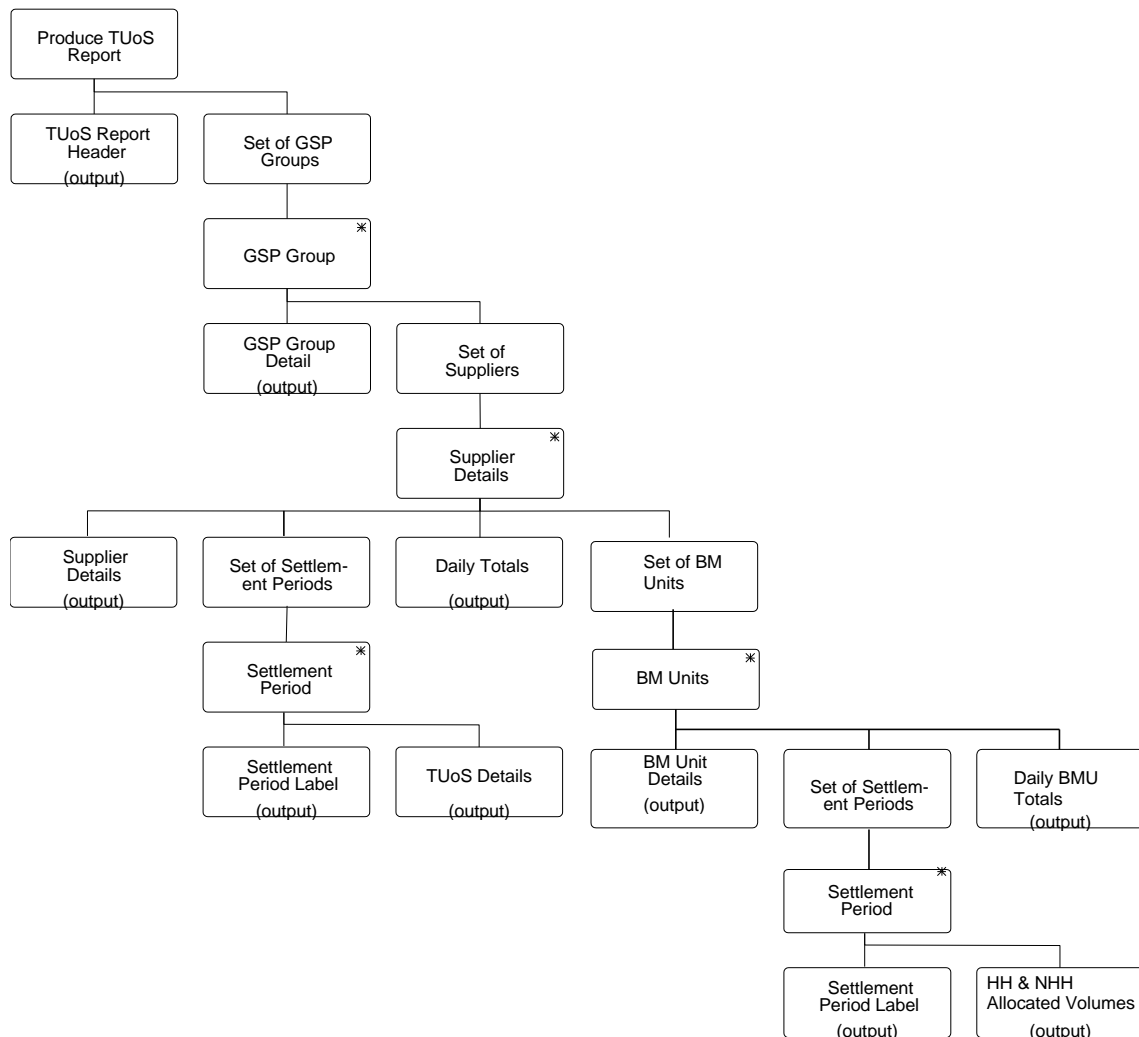 Produce TUoS
Report
TUoS Report
Header
(output)
Set of GSP
Groups
*
GSP Group
GSP Group
Detail
(output)
Set of
Suppliers
*
Supplier
Details
Supplier
Details
(output)
Set of Settlem-
ent Periods
Daily Totals
(output)
Set of BM
Units
*
Settlement
Period
*
BM Units
Settlement
Period Label
(output)
TUoS Details
(output)
BM Unit
Details
(output)
Set of Settlem-
ent Periods
Daily BMU
Totals
(output)
*
Settlement
Period
Settlement
Period Label
(output)
HH & NHH
Allocated Volumes
(output)